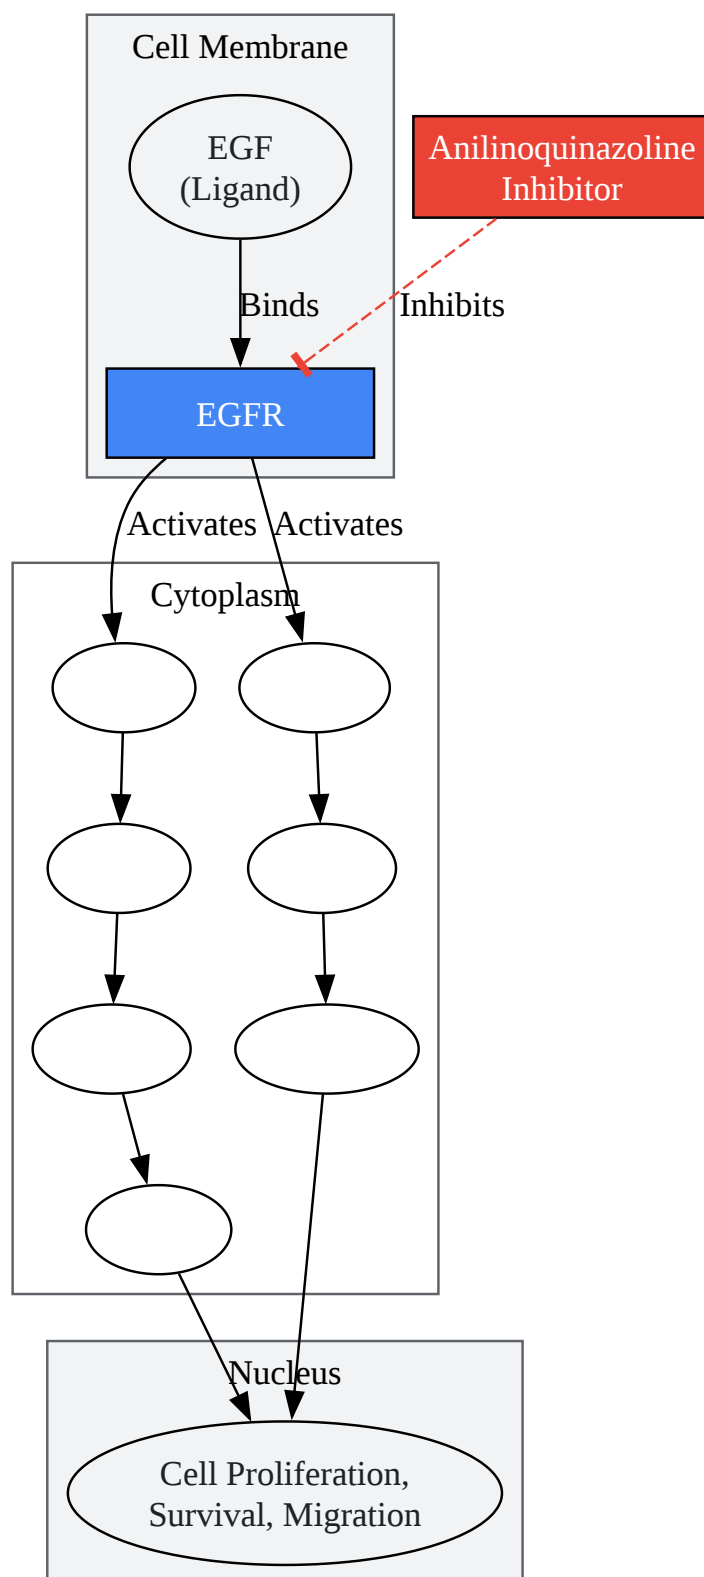 Cell Membrane
EGF
(Ligand)
Anilinoquinazoline
Inhibitor
Binds
Inhibits
EGFR
Activates
Activates
Cytoplasm
Nucleus
Cell Proliferation,
Survival, Migration